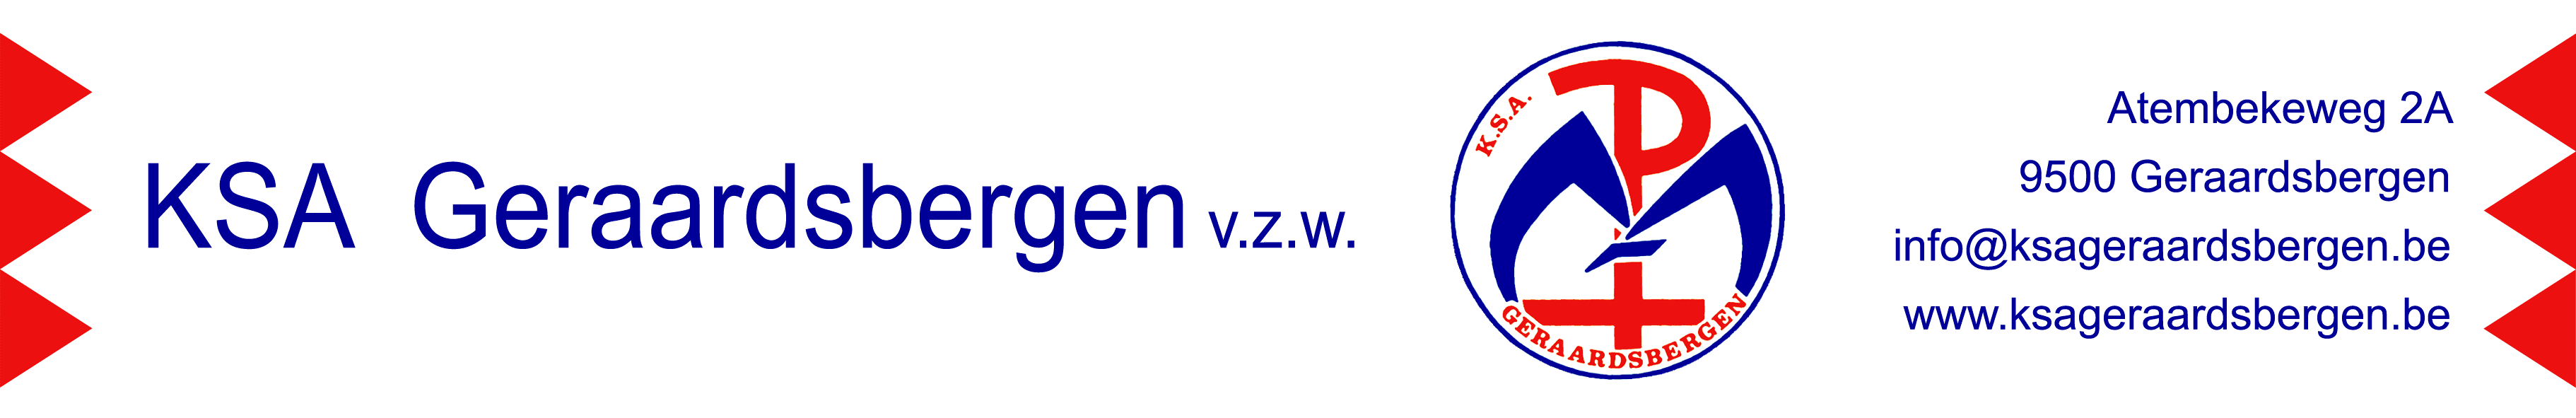 KSA Geraardsbergen v.z.w.
K.S.A.
GERAARDSBERGEN
Atembekeweg 2A
9500 Geraardsbergen
info@ksageraardsbergen.be
www.ksageraardsbergen.be